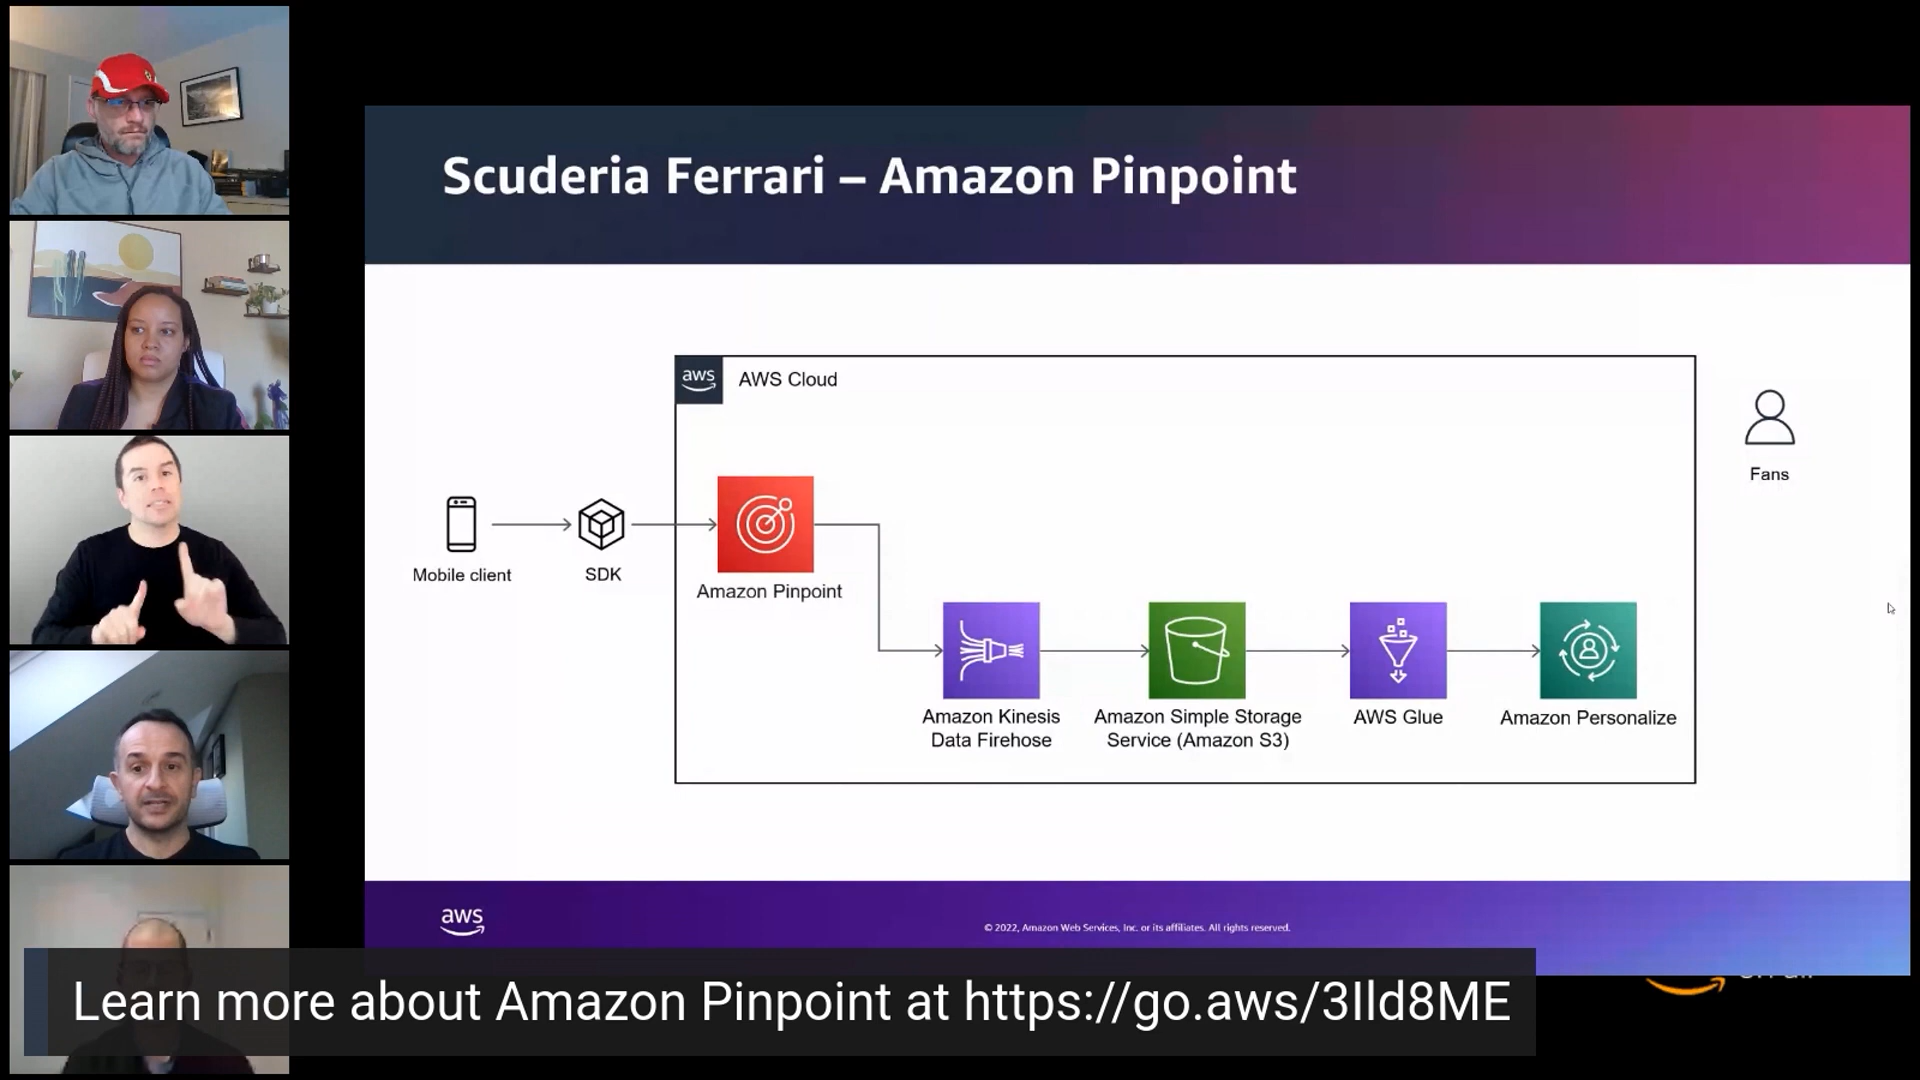 Scuderia Ferrari – Amazon Pinpoint
aws
AWS Cloud
Fans
Mobile client
SDK
Amazon Pinpoint
Amazon Kinesis
Data Firehose
Amazon Simple Storage
Service (Amazon S3)
AWS Glue
Amazon Personalize
aws
© 2022, Amazon Web Services, Inc. or its affiliates. All rights reserved.
Learn more about Amazon Pinpoint at https://go.aws/3Ild8ME